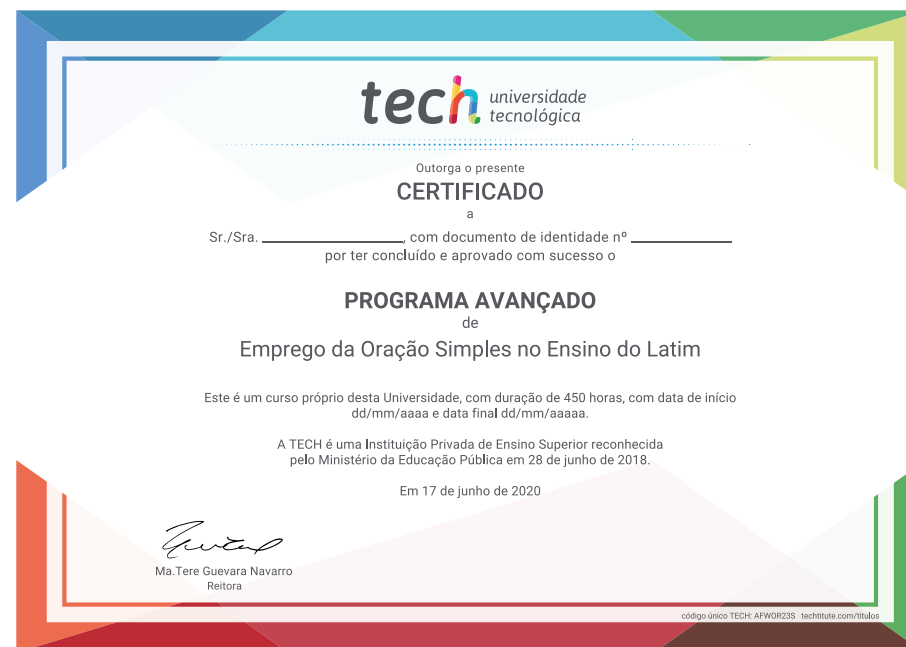 tech universidade
tecnológica
Outorga o presente
CERTIFICADO
a
Sr./Sra. ____________________, com documento de identidade nº ______________
por ter concluído e aprovado com sucesso o
PROGRAMA AVANÇADO
de
Emprego da Oração Simples no Ensino do Latim
Este é um curso próprio desta Universidade, com duração de 450 horas, com data de início
dd/mm/aaaa e data final dd/mm/aaaaa.
A TECH é uma Instituição Privada de Ensino Superior reconhecida
pelo Ministério da Educação Pública em 28 de junho de 2018.
Em 17 de junho de 2020
Ma.Tere Guevara Navarro
Reitora
código único TECH: AFWOR23S techtitute.com/titulos